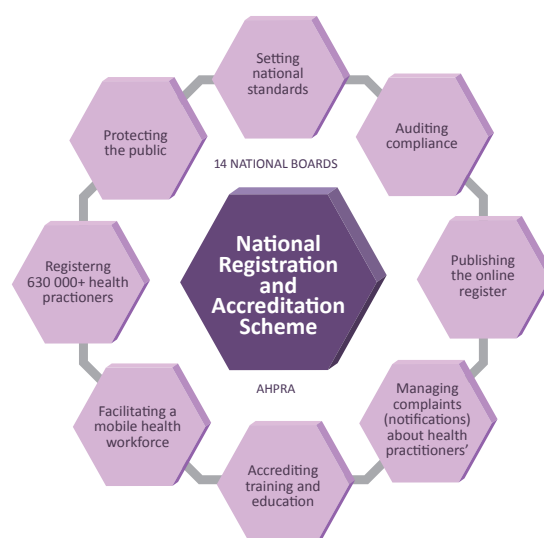 Setting
national
standards
Auditing
compliance
Protecting
the public
14 NATIONAL BOARDS
National
Registration
and
Accreditation
Scheme
Registerng
630 000+ health
practioners
Publishing
the online
register
AHPRA
Facilitating a
mobile health
workforce
Managing
complaints
(notifications)
about health
practitioners’
Accrediting
training and
education